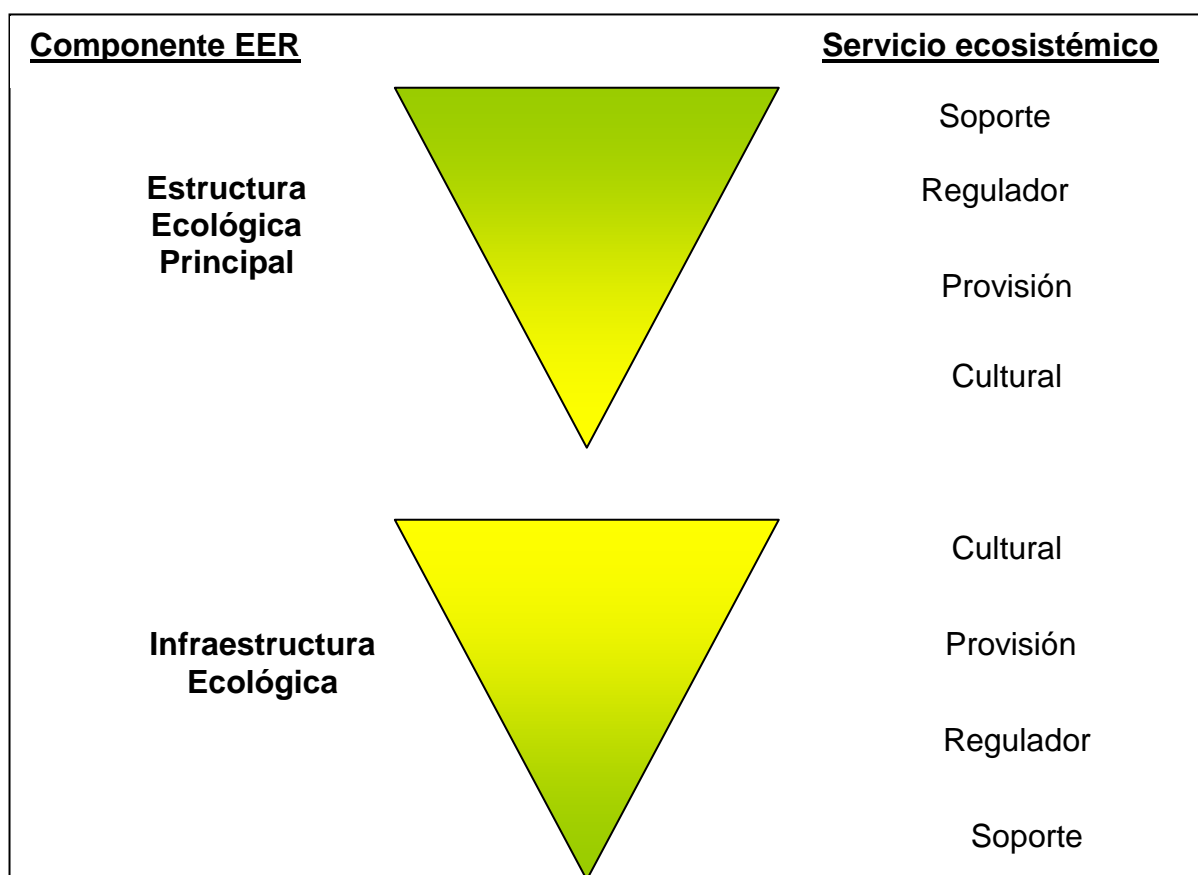 Componente EER
Servicio ecosistémico
Soporte
Estructura
Ecológica
Principal
Regulador
Provisión
Cultural
Cultural
Infraestructura
Ecológica
Provisión
Regulador
Soporte